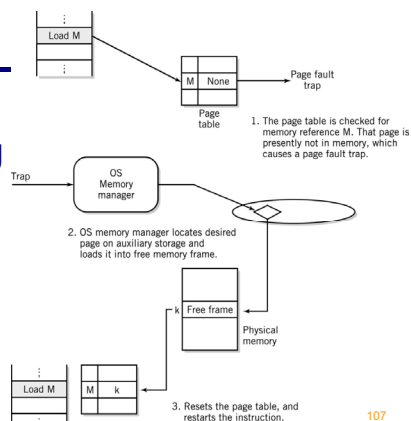 ⋮
Load M
⋮
M None
Page fault
trap
Page
table
1. The page table is checked for
memory reference M. That page is
presently not in memory, which
causes a page fault trap.
Trap
OS
Memory
manager
2. OS memory manager locates desired
page on auxiliary storage and
loads it into free memory frame.
k Free frame
Physical
memory
⋮
Load M
M k
⋮
3. Resets the page table, and
restarts the instruction.
107